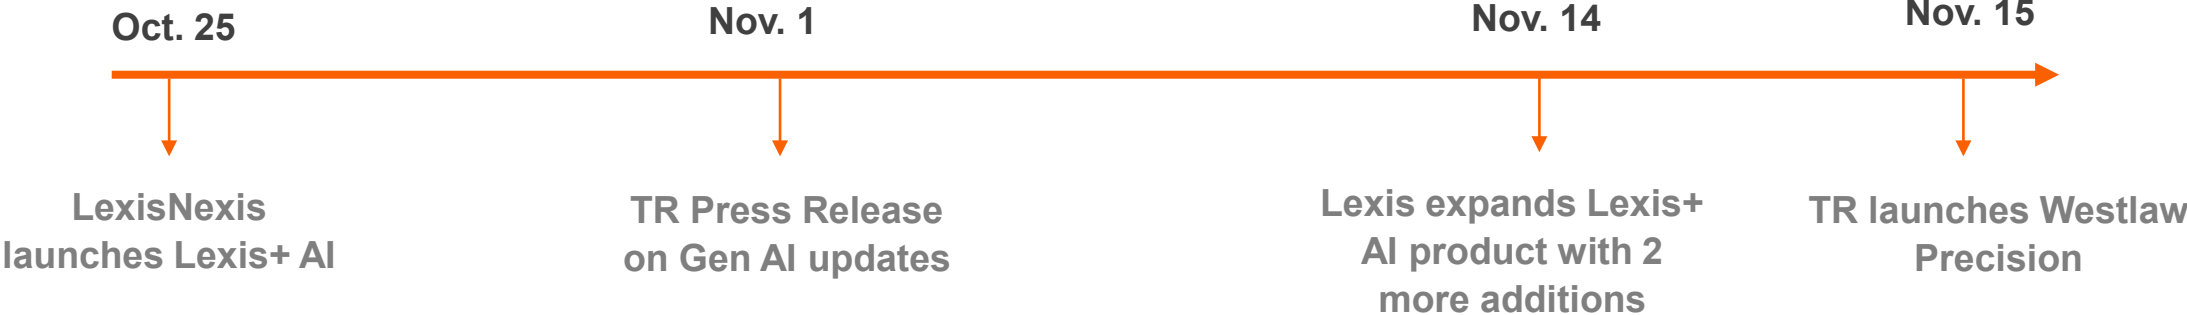 Oct. 25
Nov. 1
Nov. 14
Nov. 15
LexisNexis
launches Lexis+ AI
TR Press Release
on Gen AI updates
Lexis expands Lexis+
AI product with 2
more additions
TR launches Westlaw
Precision